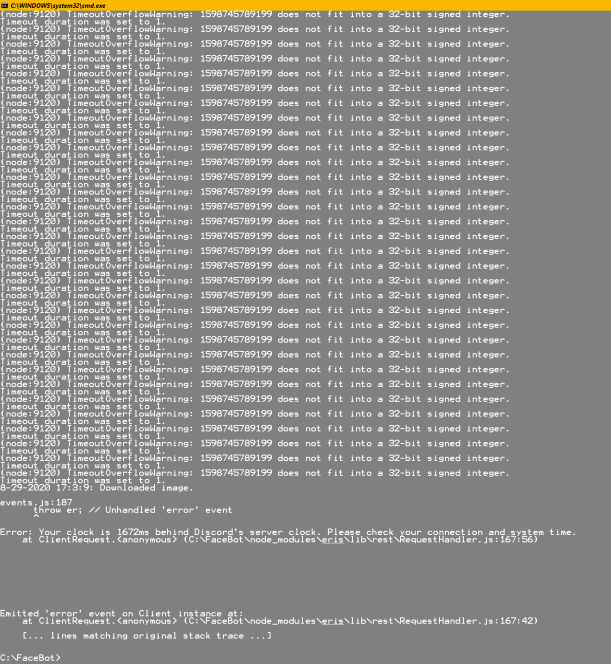 C:\WINDOWS\system32\cmd.exe
(node:9120) TimeoutOverflowWarning: 1598745789199 does not fit into a 32-bit signed integer.
Timeout duration was set to 1.
(node:9120) TimeoutOverflowWarning: 1598745789199 does not fit into a 32-bit signed integer.
Timeout duration was set to 1.
(node:9120) TimeoutOverflowWarning: 1598745789199 does not fit into a 32-bit signed integer.
Timeout duration was set to 1.
(node:9120) TimeoutOverflowWarning: 1598745789199 does not fit into a 32-bit signed integer.
Timeout duration was set to 1.
(node:9120) TimeoutOverflowWarning: 1598745789199 does not fit into a 32-bit signed integer.
Timeout duration was set to 1.
(node:9120) TimeoutOverflowWarning: 1598745789199 does not fit into a 32-bit signed integer.
Timeout duration was set to 1.
(node:9120) TimeoutOverflowWarning: 1598745789199 does not fit into a 32-bit signed integer.
Timeout duration was set to 1.
(node:9120) TimeoutOverflowWarning: 1598745789199 does not fit into a 32-bit signed integer.
Timeout duration was set to 1.
(node:9120) TimeoutOverflowWarning: 1598745789199 does not fit into a 32-bit signed integer.
Timeout duration was set to 1.
(node:9120) TimeoutOverflowWarning: 1598745789199 does not fit into a 32-bit signed integer.
Timeout duration was set to 1.
(node:9120) TimeoutOverflowWarning: 1598745789199 does not fit into a 32-bit signed integer.
Timeout duration was set to 1.
(node:9120) TimeoutOverflowWarning: 1598745789199 does not fit into a 32-bit signed integer.
Timeout duration was set to 1.
(node:9120) TimeoutOverflowWarning: 1598745789199 does not fit into a 32-bit signed integer.
Timeout duration was set to 1.
(node:9120) TimeoutOverflowWarning: 1598745789199 does not fit into a 32-bit signed integer.
Timeout duration was set to 1.
(node:9120) TimeoutOverflowWarning: 1598745789199 does not fit into a 32-bit signed integer.
Timeout duration was set to 1.
(node:9120) TimeoutOverflowWarning: 1598745789199 does not fit into a 32-bit signed integer.
Timeout duration was set to 1.
(node:9120) TimeoutOverflowWarning: 1598745789199 does not fit into a 32-bit signed integer.
Timeout duration was set to 1.
(node:9120) TimeoutOverflowWarning: 1598745789199 does not fit into a 32-bit signed integer.
Timeout duration was set to 1.
(node:9120) TimeoutOverflowWarning: 1598745789199 does not fit into a 32-bit signed integer.
Timeout duration was set to 1.
(node:9120) TimeoutOverflowWarning: 1598745789199 does not fit into a 32-bit signed integer.
Timeout duration was set to 1.
(node:9120) TimeoutOverflowWarning: 1598745789199 does not fit into a 32-bit signed integer.
Timeout duration was set to 1.
(node:9120) TimeoutOverflowWarning: 1598745789199 does not fit into a 32-bit signed integer.
Timeout duration was set to 1.
(node:9120) TimeoutOverflowWarning: 1598745789199 does not fit into a 32-bit signed integer.
Timeout duration was set to 1.
(node:9120) TimeoutOverflowWarning: 1598745789199 does not fit into a 32-bit signed integer.
Timeout duration was set to 1.
(node:9120) TimeoutOverflowWarning: 1598745789199 does not fit into a 32-bit signed integer.
Timeout duration was set to 1.
(node:9120) TimeoutOverflowWarning: 1598745789199 does not fit into a 32-bit signed integer.
Timeout duration was set to 1.
(node:9120) TimeoutOverflowWarning: 1598745789199 does not fit into a 32-bit signed integer.
Timeout duration was set to 1.
(node:9120) TimeoutOverflowWarning: 1598745789199 does not fit into a 32-bit signed integer.
Timeout duration was set to 1.
(node:9120) TimeoutOverflowWarning: 1598745789199 does not fit into a 32-bit signed integer.
Timeout duration was set to 1.
(node:9120) TimeoutOverflowWarning: 1598745789199 does not fit into a 32-bit signed integer.
Timeout duration was set to 1.
(node:9120) TimeoutOverflowWarning: 1598745789199 does not fit into a 32-bit signed integer.
Timeout duration was set to 1.
(node:9120) TimeoutOverflowWarning: 1598745789199 does not fit into a 32-bit signed integer.
Timeout duration was set to 1.
8-29-2020 17:3:9: Downloaded image.
events.js:187
throw er; // Unhandled 'error' event
^
Error: Your clock is 1672ms behind Discord's server clock. Please check your connection and system time.
at ClientRequest.<anonymous> (C:\FaceBot\node_modules\eris\lib\rest\RequestHandler.js:167:56)
Emitted 'error' event on Client instance at:
at ClientRequest.<anonymous> (C:\FaceBot\node_modules\eris\lib\rest\RequestHandler.js:167:42)
[... lines matching original stack trace ...]
C:\FaceBot>